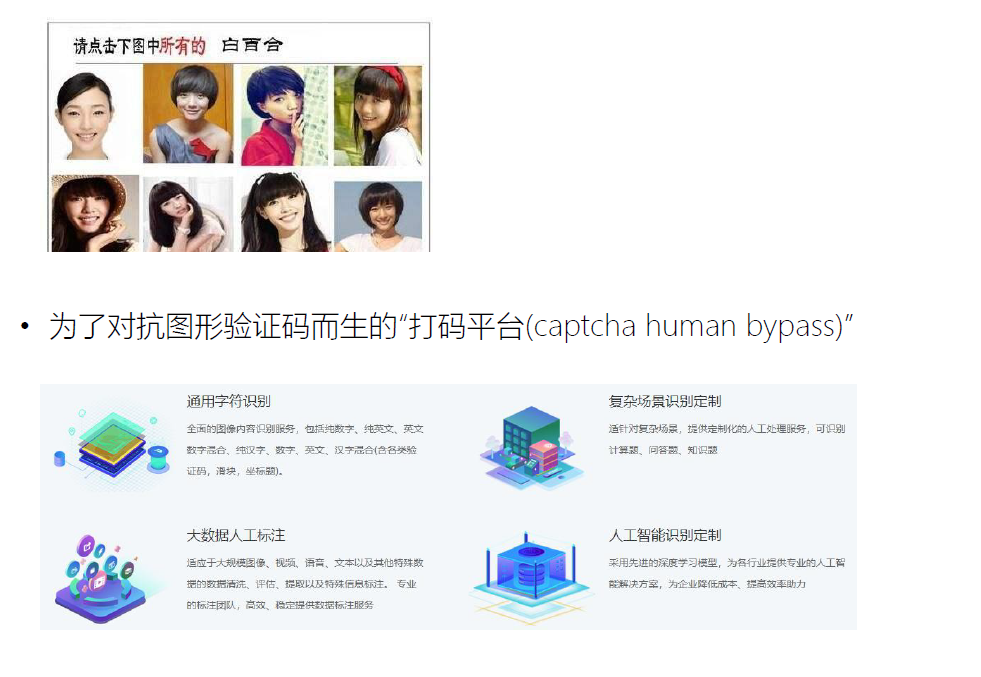 请点击下图中所有的 白百合
• 为了对抗图形验证码而生的“打码平台(captcha human bypass)”
通用字符识别
全面的图像内容识别服务，包括纯数字、纯英文、英文
数字混合、纯汉字、数字、英文、汉字混合(含各类验
证码，滑块，坐标题)。
复杂场景识别定制
适针对复杂场景，提供定制化的人工处理服务，可识别
计算题、问答题、知识题
大数据人工标注
适应于大规模图像、视频、语音、文本以及其他特殊数
据的数据清洗、评估、提取以及特殊信息标注。 专业
的标注团队，高效、稳定提供数据标注服务
人工智能识别定制
采用先进的深度学习模型，为各行业提供专业的人工智
能解决方案，为企业降低成本、提高效率助力